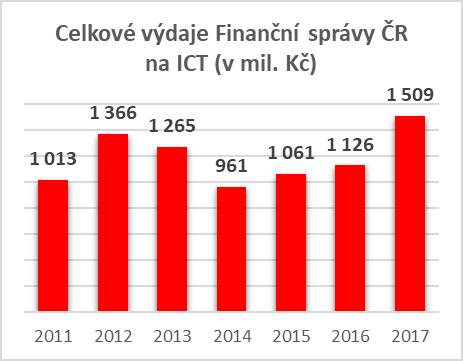 Celkové výdaje Finanční správy ČR
na ICT (v mil. Kč)
1 013
1 366
1 265
961
1 061
1 126
1 509
2011 2012 2013 2014 2015 2016 2017